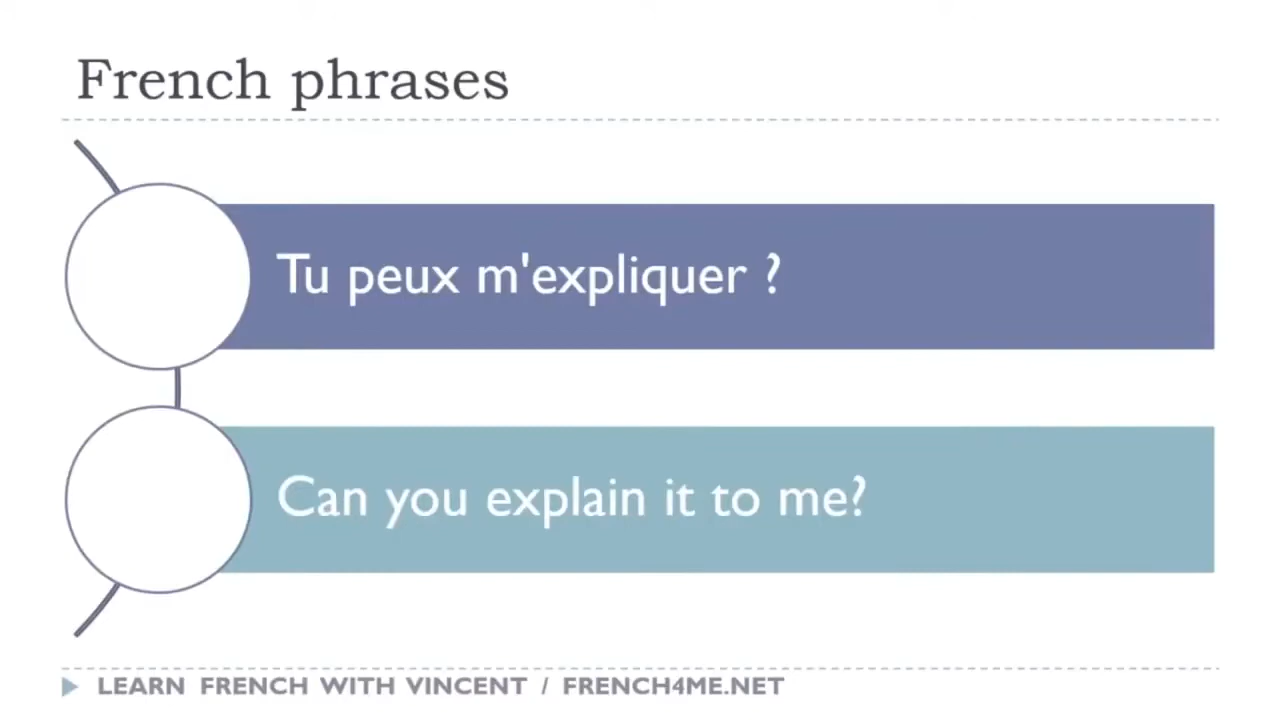 French phrases
Tu peux m'expliquer ?
Can you explain it to me?
LEARN FRENCH WITH VINCENT / FRENCH4ME.NET